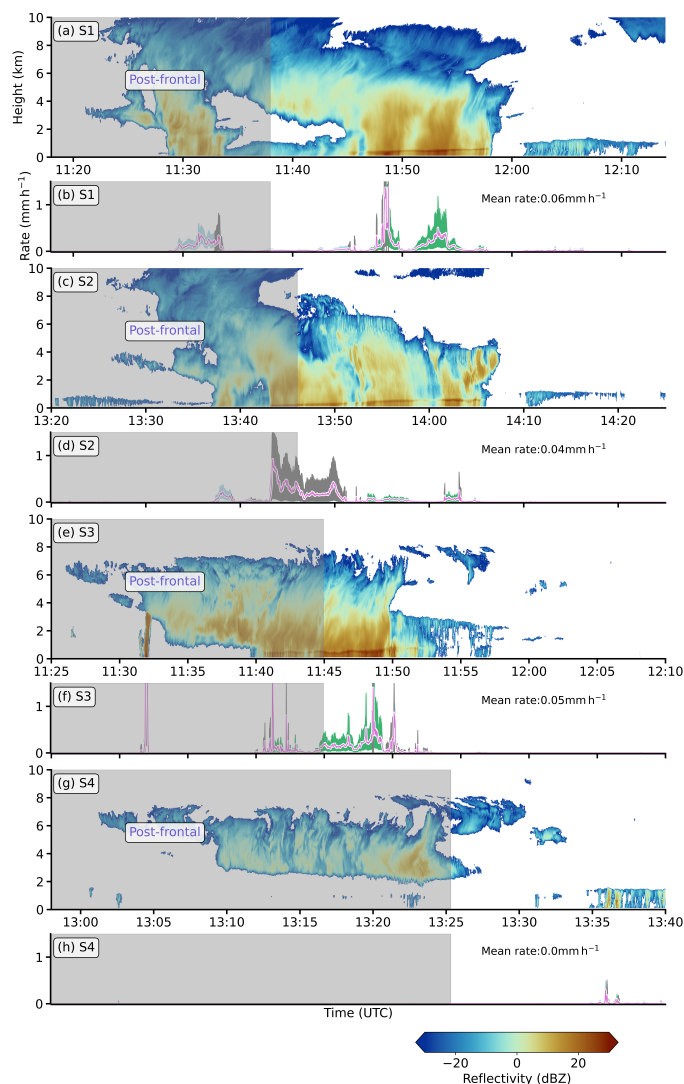 (a) S1
Post-frontal
Height (km)
10
8
6
4
2
0
11:20 11:30 11:40 11:50 12:00 12:10
(b) S1
Mean rate:0.06mm h⁻¹
Rate (mm h⁻¹)
1
0
(c) S2
Post-frontal
10
8
6
4
2
0
13:20 13:30 13:40 13:50 14:00 14:10 14:20
(d) S2
Mean rate:0.04mm h⁻¹
1
0
(e) S3
Post-frontal
10
8
6
4
2
0
11:25 11:30 11:35 11:40 11:45 11:50 11:55 12:00 12:05 12:10
(f) S3
Mean rate:0.05mm h⁻¹
1
0
(g) S4
Post-frontal
10
8
6
4
2
0
13:00 13:05 13:10 13:15 13:20 13:25 13:30 13:35 13:40
(h) S4
Mean rate:0.0mm h⁻¹
1
0
Time (UTC)
−20 0 20
Reflectivity (dBZ)